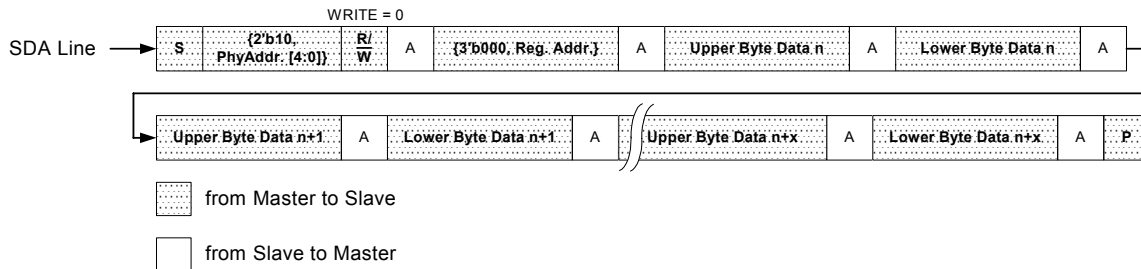 WRITE = 0
SDA Line
S
{2'b10,
PhyAddr. [4:0]}
R/
W
A
{3'b000, Reg. Addr.}
A
Upper Byte Data n
A
Lower Byte Data n
A
Upper Byte Data n+1
A
Lower Byte Data n+1
A
Upper Byte Data n+x
A
Lower Byte Data n+x
A
P
from Master to Slave
from Slave to Master